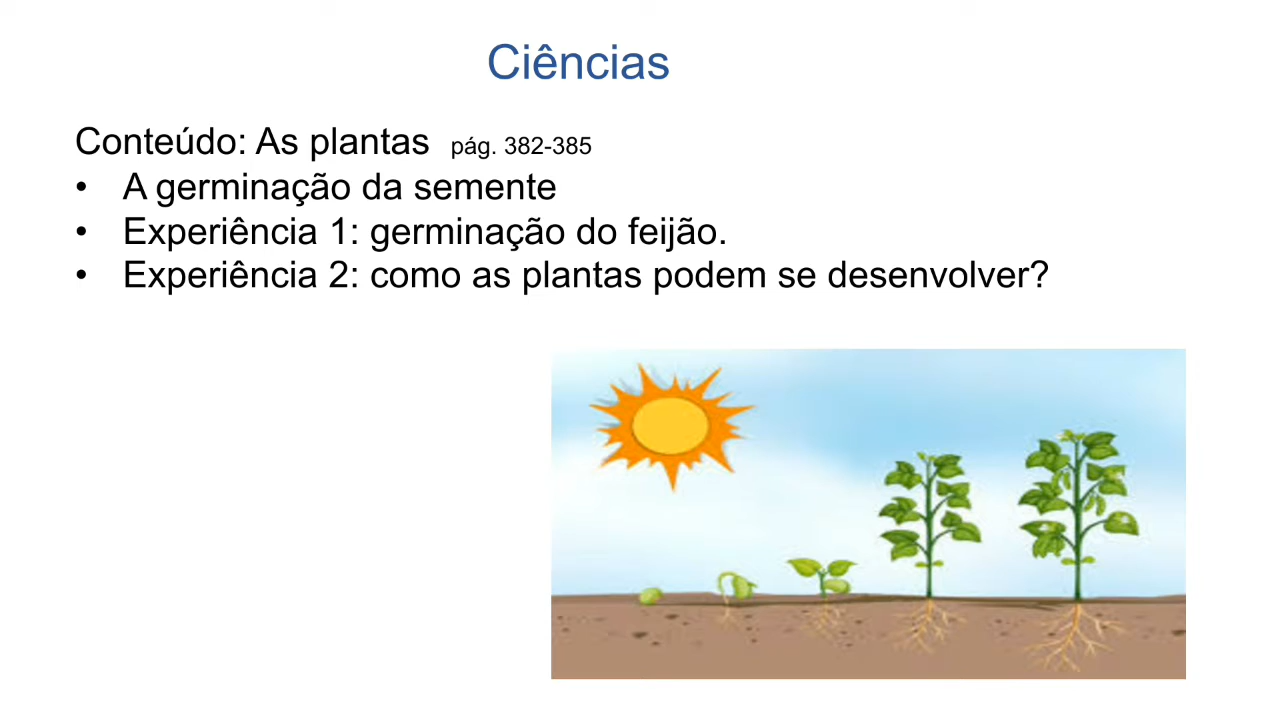 Ciências
Conteúdo: As plantas pág. 382-385
• A germinação da semente
• Experiência 1: germinação do feijão.
• Experiência 2: como as plantas podem se desenvolver?